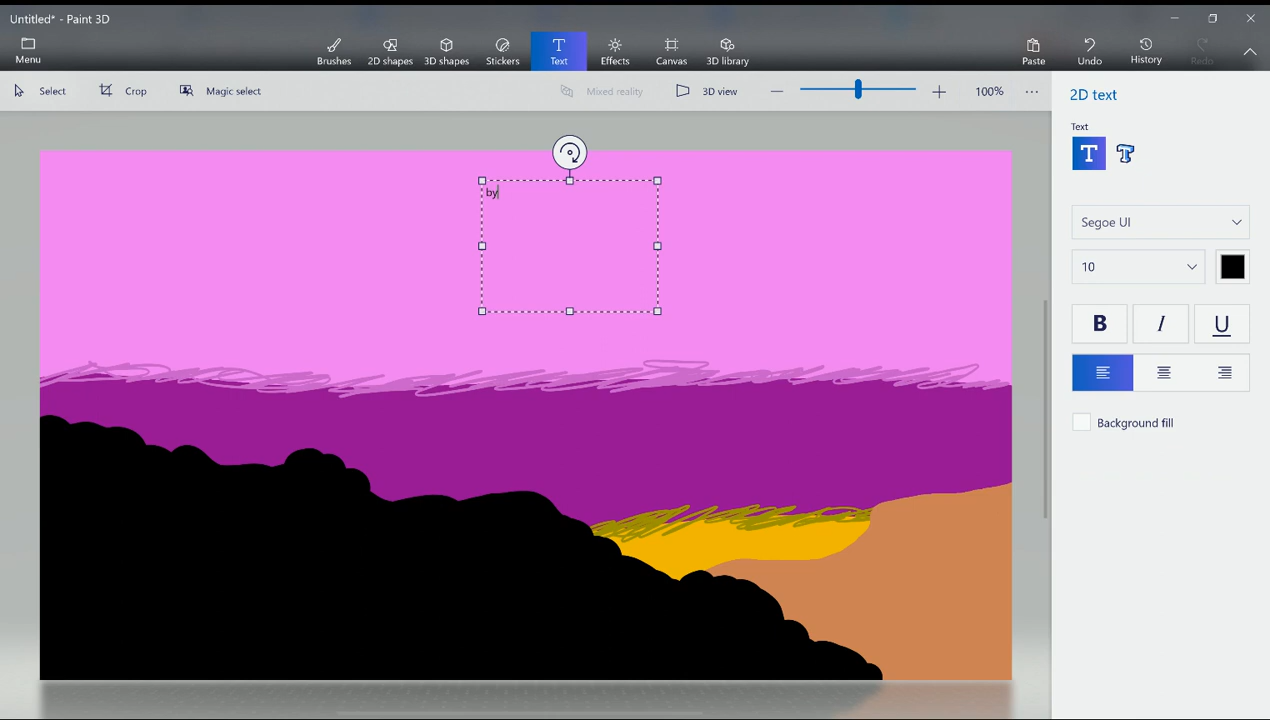 Untitled* - Paint 3D
Menu
Brushes
2D shapes
3D shapes
Stickers
T
Text
Effects
Canvas
3D library
Paste
Undo
History
Redo
Select
Crop
Magic select
Mixed reality
3D view
100%
2D text
Text
T T
Segoe UI
10
B I U
Background fill
by